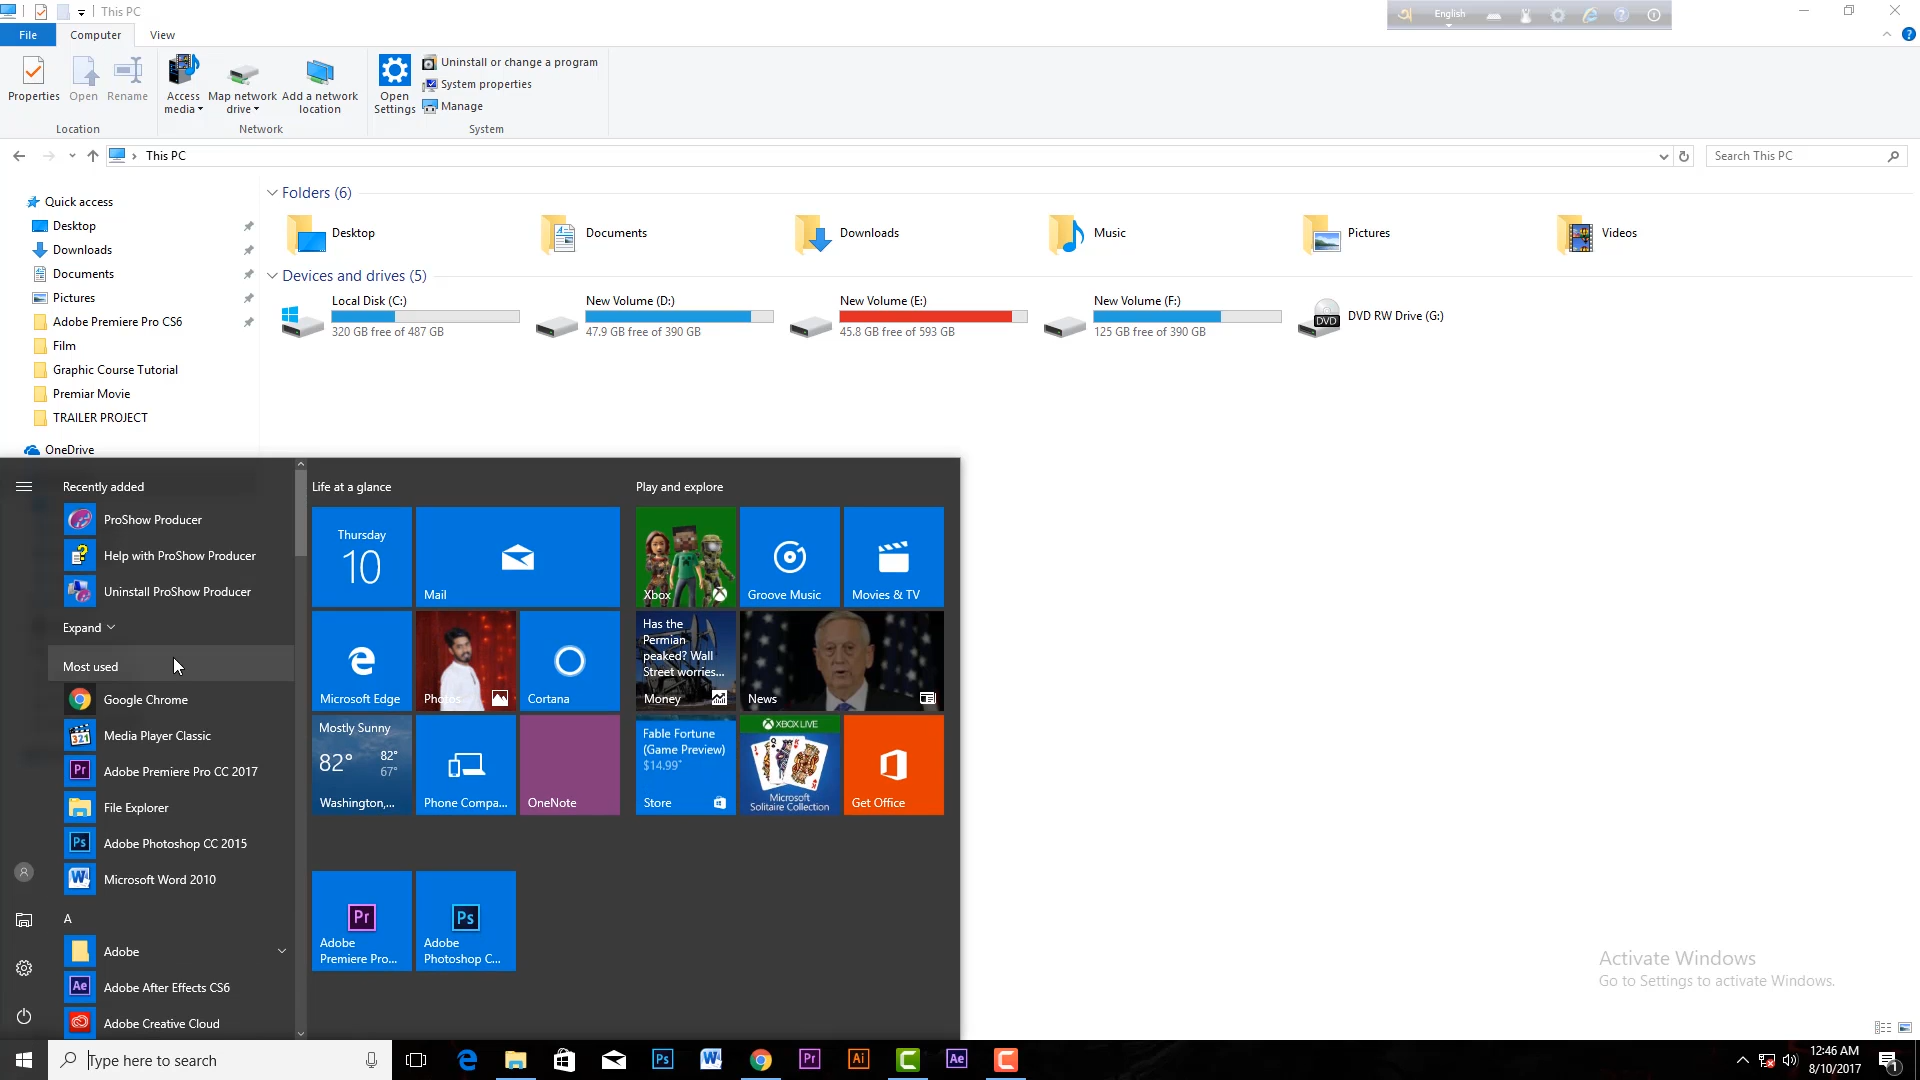 This PC
English
File
Computer
View
Properties
Open
Rename
Access media
Map network drive
Add a network location
Open Settings
Uninstall or change a program
System properties
Manage
Location
Network
System
This PC
Search This PC
Quick access
Desktop
Downloads
Documents
Pictures
Adobe Premiere Pro CS6
Film
Graphic Course Tutorial
Premiar Movie
TRAILER PROJECT
OneDrive
Folders (6)
Desktop
Documents
Downloads
Music
Pictures
Videos
Devices and drives (5)
Local Disk (C:)
320 GB free of 487 GB
New Volume (D:)
47.9 GB free of 390 GB
New Volume (E:)
45.8 GB free of 593 GB
New Volume (F:)
125 GB free of 390 GB
DVD
DVD RW Drive (G:)
Recently added
ProShow Producer
Help with ProShow Producer
Uninstall ProShow Producer
Expand
Most used
Google Chrome
321
Media Player Classic
Pr
Adobe Premiere Pro CC 2017
File Explorer
Ps
Adobe Photoshop CC 2015
W
Microsoft Word 2010
A
Adobe
Ae
Adobe After Effects CS6
Adobe Creative Cloud
Life at a glance
Thursday
10
Mail
Microsoft Edge
Photos
Cortana
Mostly Sunny
82°
82°
67°
Washington,...
Phone Compa...
OneNote
Play and explore
Xbox
Groove Music
Movies & TV
Has the
Permian
peaked? Wall
Street worries...
Money
News
Fable Fortune
(Game Preview)
$14.99*
Store
XBOX LIVE
Microsoft
Solitaire Collection
Get Office
Pr
Adobe
Premiere Pro...
Ps
Adobe
Photoshop C...
Activate Windows
Go to Settings to activate Windows.
Type here to search
Ps
W
Pr
Ai
Ae
12:46 AM
8/10/2017
1